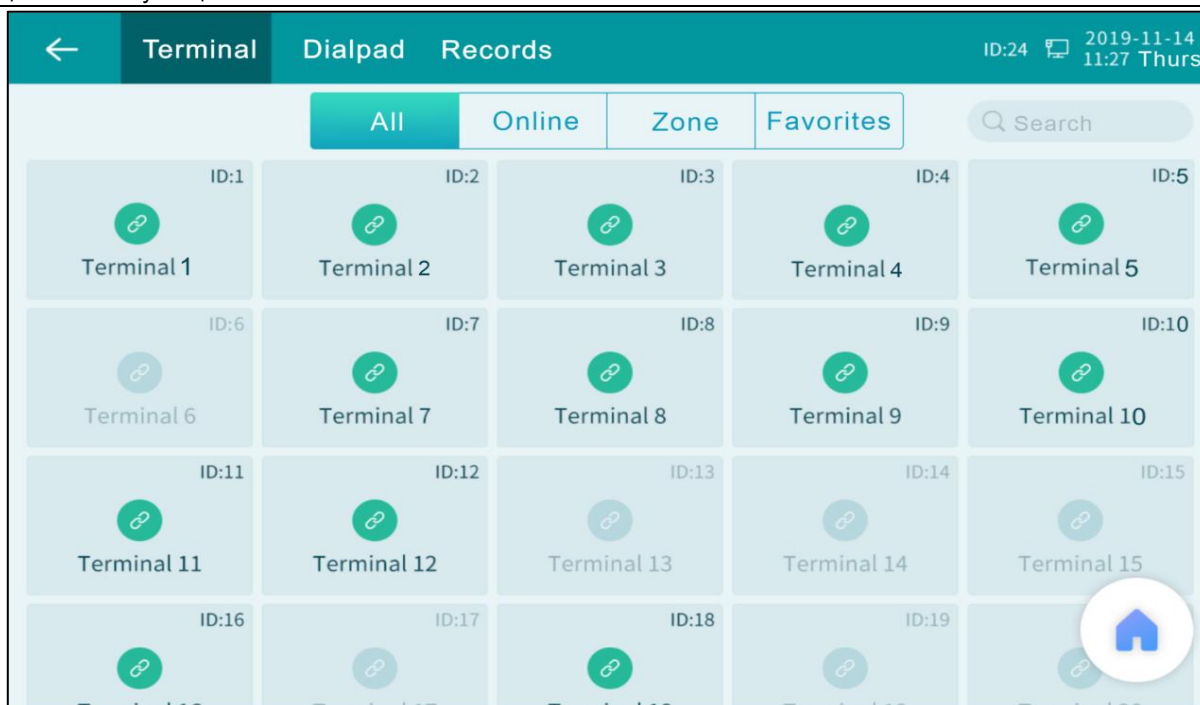 Terminal Dialpad Records ID:24 2019-11-14
11:27 Thurs
All Online Zone Favorites Search
ID:1 ID:2 ID:3 ID:4 ID:5
Terminal 1 Terminal 2 Terminal 3 Terminal 4 Terminal 5
ID:6 ID:7 ID:8 ID:9 ID:10
Terminal 6 Terminal 7 Terminal 8 Terminal 9 Terminal 10
ID:11 ID:12 ID:13 ID:14 ID:15
Terminal 11 Terminal 12 Terminal 13 Terminal 14 Terminal 15
ID:16 ID:17 ID:18 ID:19